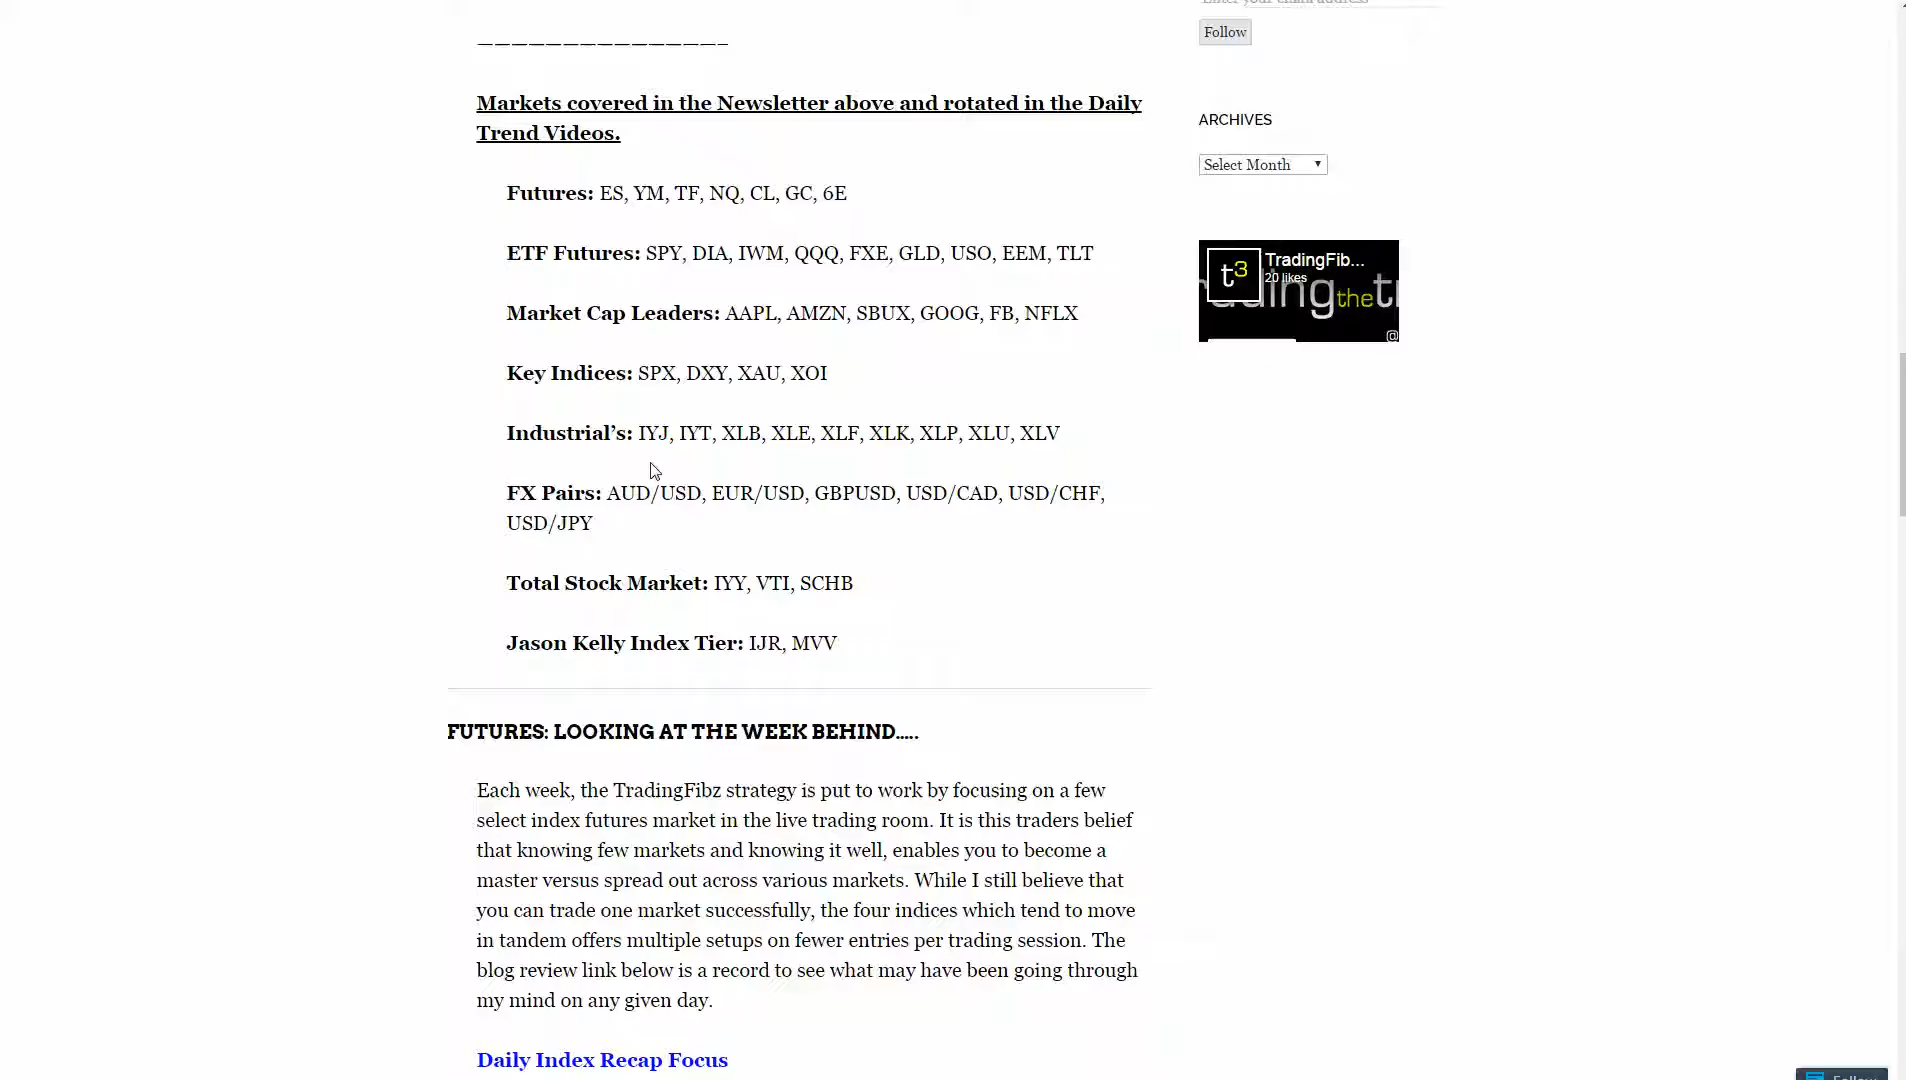 Follow
———————————————–
Markets covered in the Newsletter above and rotated in the Daily
Trend Videos.
Futures: ES, YM, TF, NQ, CL, GC, 6E
ETF Futures: SPY, DIA, IWM, QQQ, FXE, GLD, USO, EEM, TLT
Market Cap Leaders: AAPL, AMZN, SBUX, GOOG, FB, NFLX
Key Indices: SPX, DXY, XAU, XOI
Industrial’s: IYJ, IYT, XLB, XLE, XLF, XLK, XLP, XLU, XLV
FX Pairs: AUD/USD, EUR/USD, GBPUSD, USD/CAD, USD/CHF,
USD/JPY
Total Stock Market: IYY, VTI, SCHB
Jason Kelly Index Tier: IJR, MVV
FUTURES: LOOKING AT THE WEEK BEHIND…..
Each week, the TradingFibz strategy is put to work by focusing on a few
select index futures market in the live trading room. It is this traders belief
that knowing few markets and knowing it well, enables you to become a
master versus spread out across various markets. While I still believe that
you can trade one market successfully, the four indices which tend to move
in tandem offers multiple setups on fewer entries per trading session. The
blog review link below is a record to see what may have been going through
my mind on any given day.
Daily Index Recap Focus
ARCHIVES
Select Month
t3
TradingFib...
20 likes
the
@
Follow